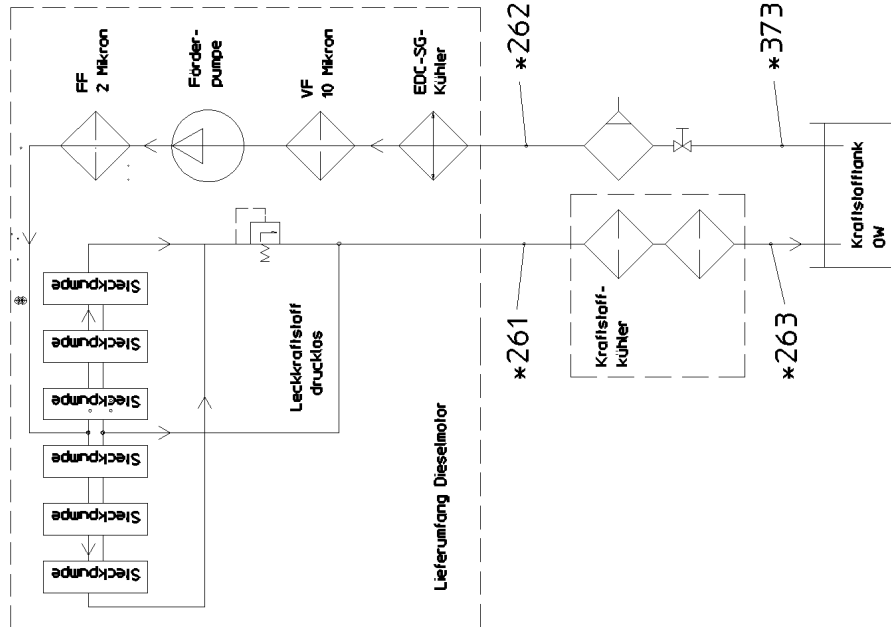 FF
2 Mikron
Förder-
pumpe
VF
10 Mikron
EDC-SG-
Kühler
*262
*373
Steckpumpe
Steckpumpe
Steckpumpe
Steckpumpe
Steckpumpe
Steckpumpe
Leckkraftstoff
drucklos
Lieferumfang Dieselmotor
*261
Kraftstoff-
kühler
*263
Kraftstofftank
OW